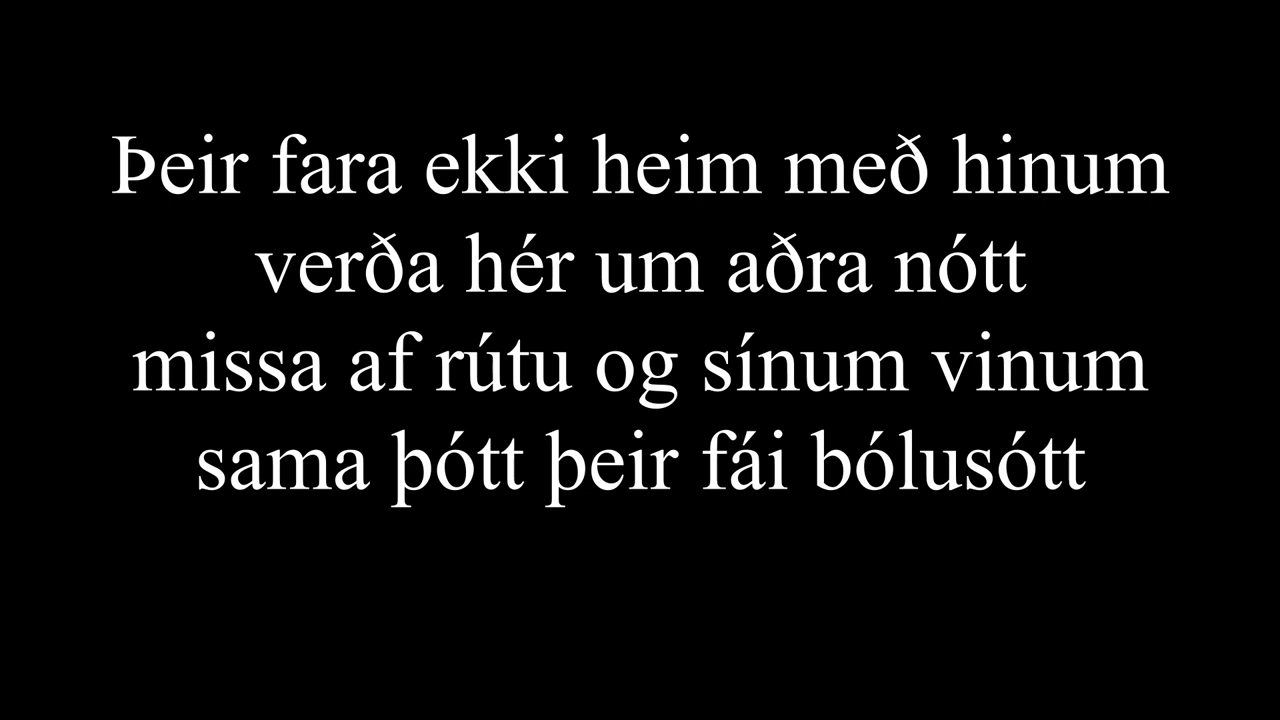 Þeir fara ekki heim með hinum
verða hér um aðra nótt
missa af rútu og sínum vinum
sama þótt þeir fái bólusótt